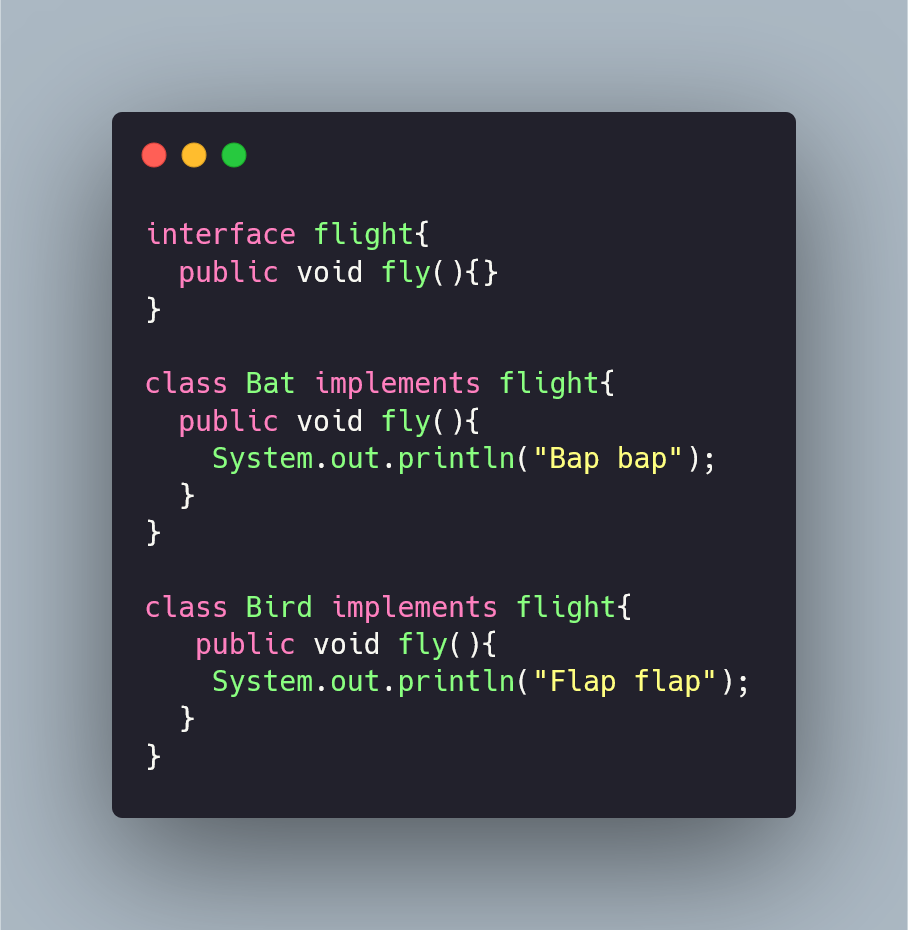 interface flight{
  public void fly(){}
}

class Bat implements flight{
  public void fly(){
    System.out.println("Bap bap");
  }
}

class Bird implements flight{
   public void fly(){
    System.out.println("Flap flap");
  }
}